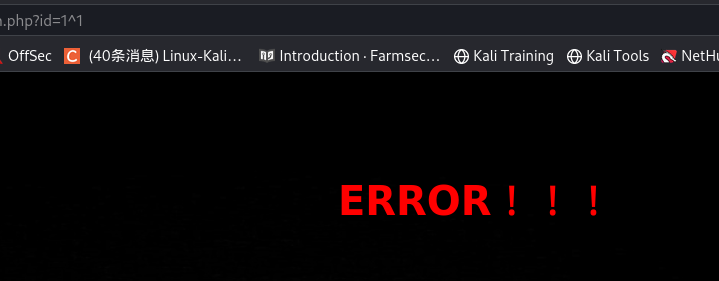 .php?id=1^1
OffSec (40条消息) Linux-Kali… Introduction · Farmsec… Kali Training Kali Tools NetHu
ERROR！！！